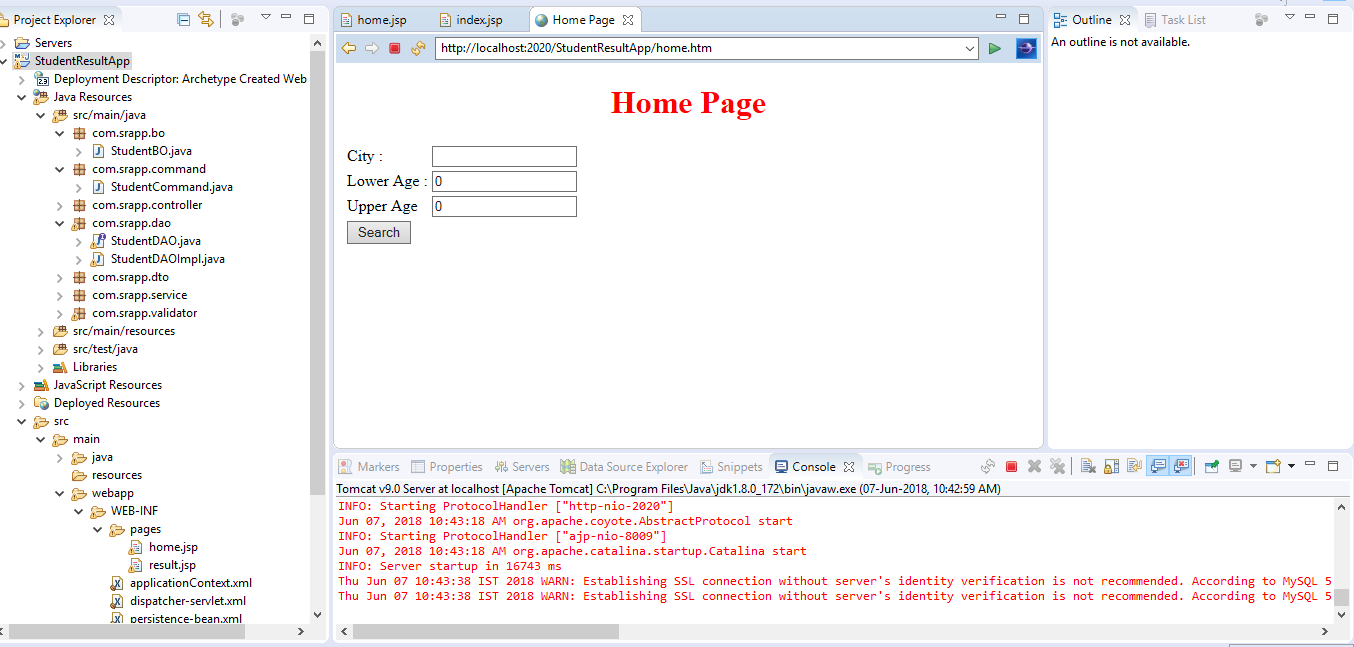 Project Explorer
Servers
StudentResultApp
Deployment Descriptor: Archetype Created Web
Java Resources
src/main/java
com.srapp.bo
StudentBO.java
com.srapp.command
StudentCommand.java
com.srapp.controller
com.srapp.dao
StudentDAO.java
StudentDAOImpl.java
com.srapp.dto
com.srapp.service
com.srapp.validator
src/main/resources
src/test/java
Libraries
JavaScript Resources
Deployed Resources
src
main
java
resources
webapp
WEB-INF
pages
home.jsp
result.jsp
applicationContext.xml
dispatcher-servlet.xml
persistence-bean.xml
home.jsp index.jsp Home Page
http://localhost:2020/StudentResultApp/home.htm
Home Page
City :
Lower Age : 0
Upper Age 0
Search
Outline Task List
An outline is not available.
Markers Properties Servers Data Source Explorer Snippets Console Progress
Tomcat v9.0 Server at localhost [Apache Tomcat] C:\Program Files\Java\jdk1.8.0_172\bin\javaw.exe (07-Jun-2018, 10:42:59 AM)
INFO: Starting ProtocolHandler ["http-nio-2020"]
Jun 07, 2018 10:43:18 AM org.apache.coyote.AbstractProtocol start
INFO: Starting ProtocolHandler ["ajp-nio-8009"]
Jun 07, 2018 10:43:18 AM org.apache.catalina.startup.Catalina start
INFO: Server startup in 16743 ms
Thu Jun 07 10:43:38 IST 2018 WARN: Establishing SSL connection without server's identity verification is not recommended. According to MySQL 5
Thu Jun 07 10:43:38 IST 2018 WARN: Establishing SSL connection without server's identity verification is not recommended. According to MySQL 5